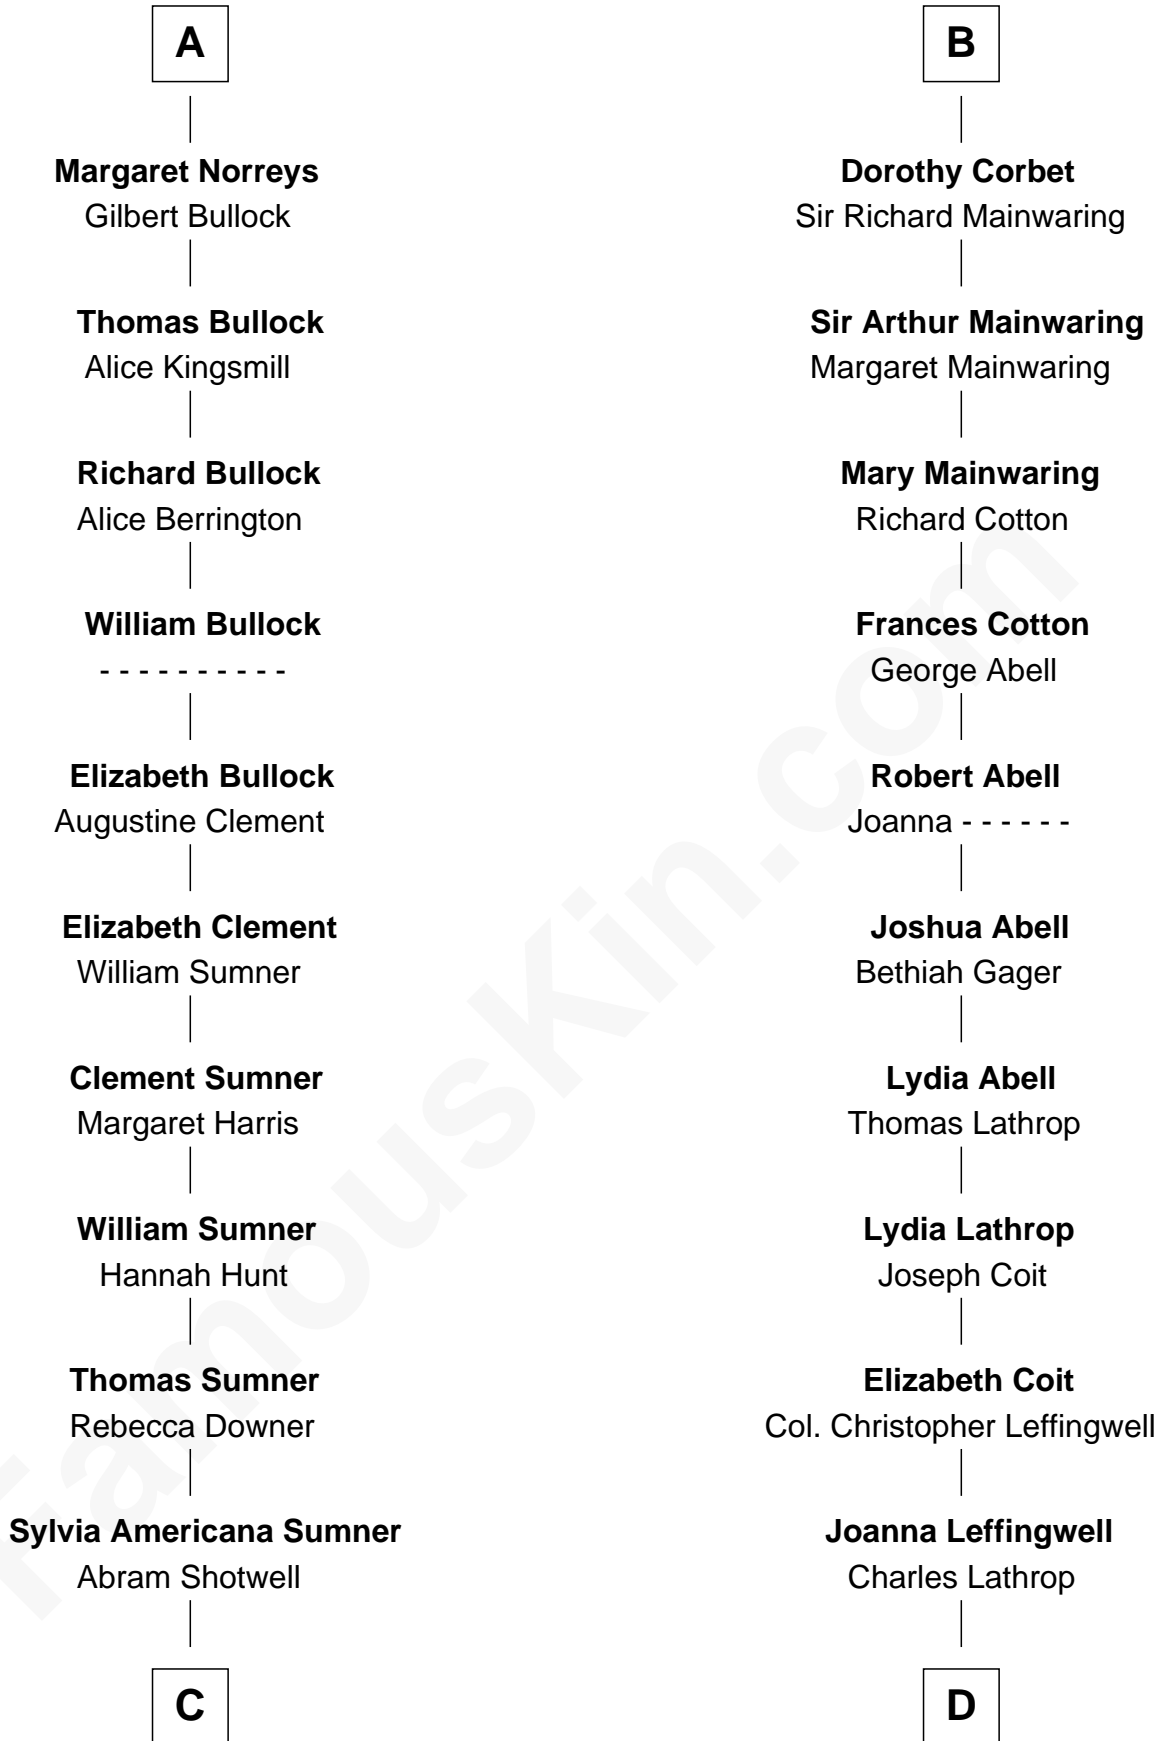 A
Margaret Norreys
Gilbert Bullock
Thomas Bullock
Alice Kingsmill
Richard Bullock
Alice Berrington
William Bullock
- - - - - - - - - -
Elizabeth Bullock
Augustine Clement
Elizabeth Clement
William Sumner
Clement Sumner
Margaret Harris
William Sumner
Hannah Hunt
Thomas Sumner
Rebecca Downer
Sylvia Americana Sumner
Abram Shotwell
C
B
Dorothy Corbet
Sir Richard Mainwaring
Sir Arthur Mainwaring
Margaret Mainwaring
Mary Mainwaring
Richard Cotton
Frances Cotton
George Abell
Robert Abell
Joanna - - - - - -
Joshua Abell
Bethiah Gager
Lydia Abell
Thomas Lathrop
Lydia Lathrop
Joseph Coit
Elizabeth Coit
Col. Christopher Leffingwell
Joanna Leffingwell
Charles Lathrop
D
FamousKin.com